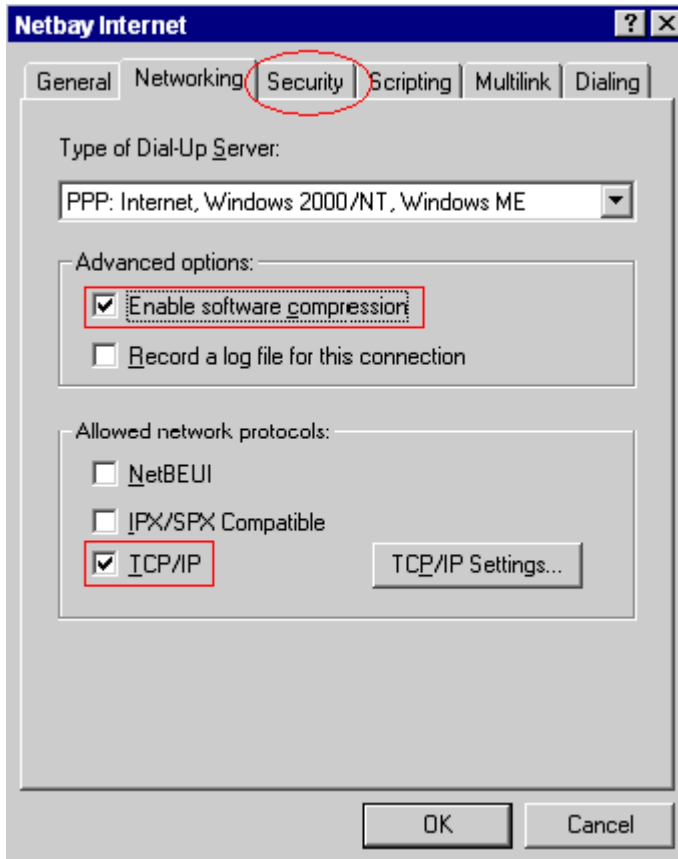 Netbay Internet
General Networking Security Scripting Multilink Dialing
Type of Dial-Up Server:
PPP: Internet, Windows 2000/NT, Windows ME
Advanced options:
Enable software compression
Record a log file for this connection
Allowed network protocols:
NetBEUI
IPX/SPX Compatible
TCP/IP TCP/IP Settings...
OK Cancel